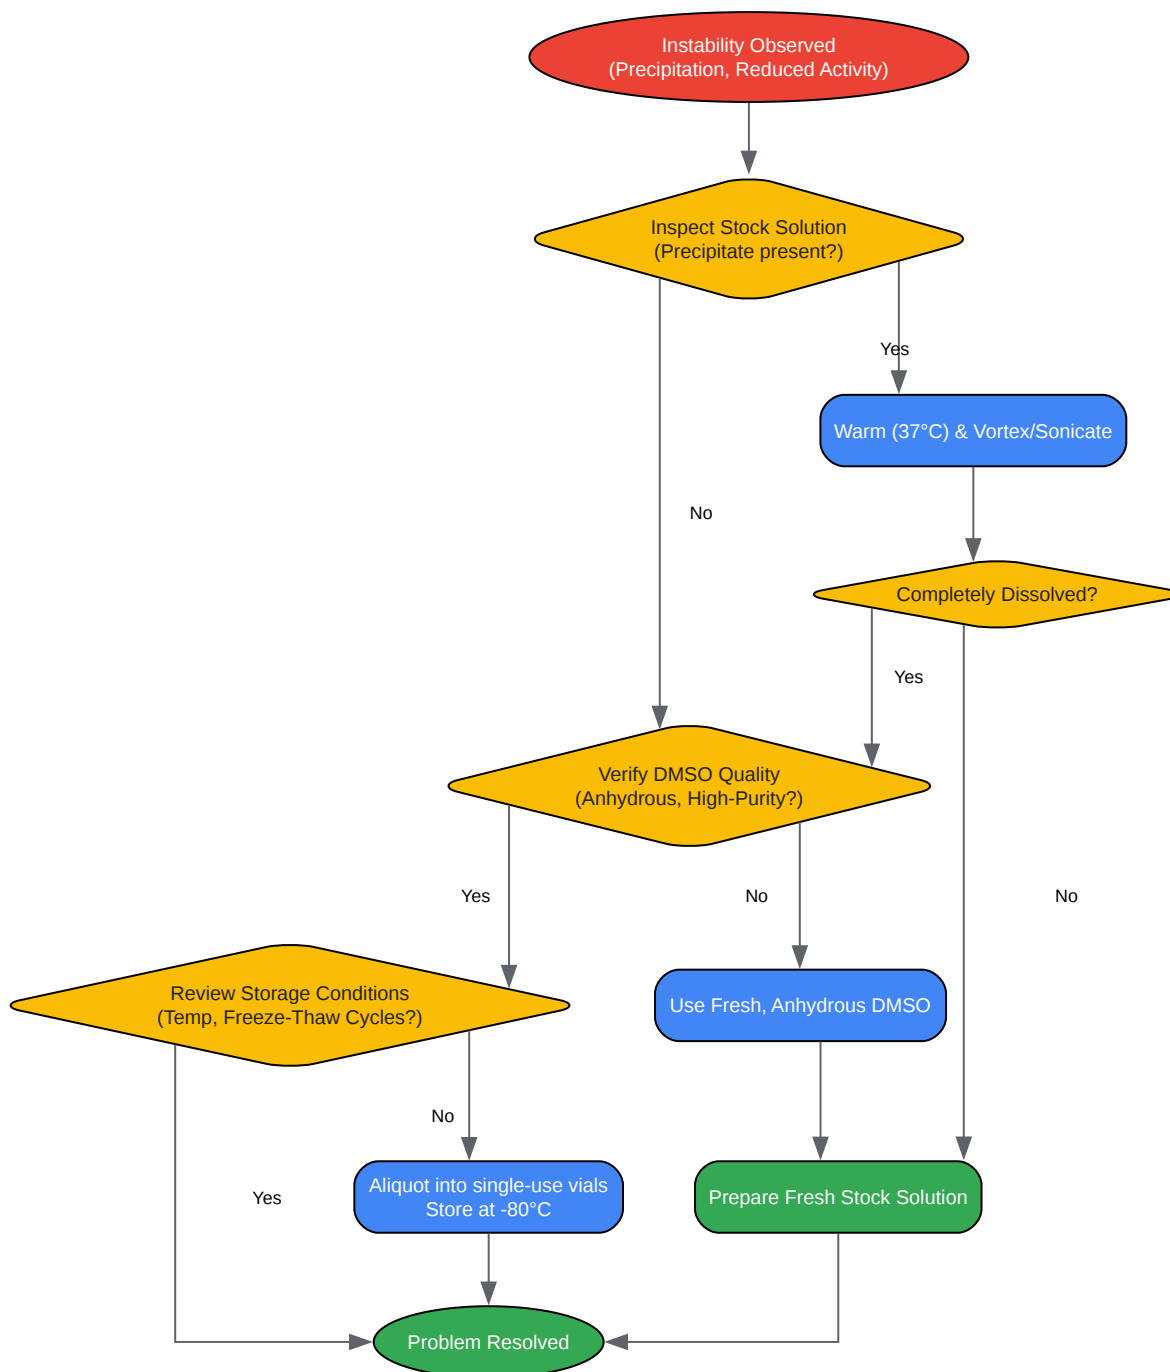 Instability Observed
(Precipitation, Reduced Activity)
Inspect Stock Solution
(Precipitate present?)
Yes
Warm (37°C) & Vortex/Sonicate
No
Completely Dissolved?
Yes
Verify DMSO Quality
(Anhydrous, High-Purity?)
Yes
No
No
Review Storage Conditions
(Temp, Freeze-Thaw Cycles?)
Use Fresh, Anhydrous DMSO
No
Yes
Aliquot into single-use vials
Store at -80°C
Prepare Fresh Stock Solution
Problem Resolved